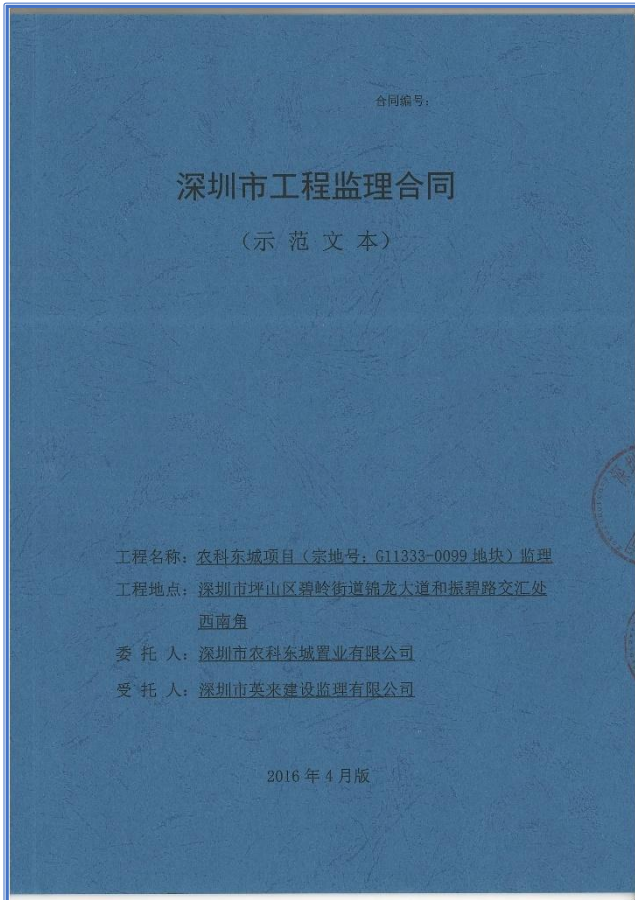 合同编号：
深圳市工程监理合同
（示 范 文 本）
工程名称：农科东城项目（宗地号：G11333-0099 地块）监理
工程地点：深圳市坪山区碧岭街道锦龙大道和振碧路交汇处
西南角
委 托 人：深圳市农科东城置业有限公司
受 托 人：深圳市英来建设监理有限公司
2016 年 4 月版